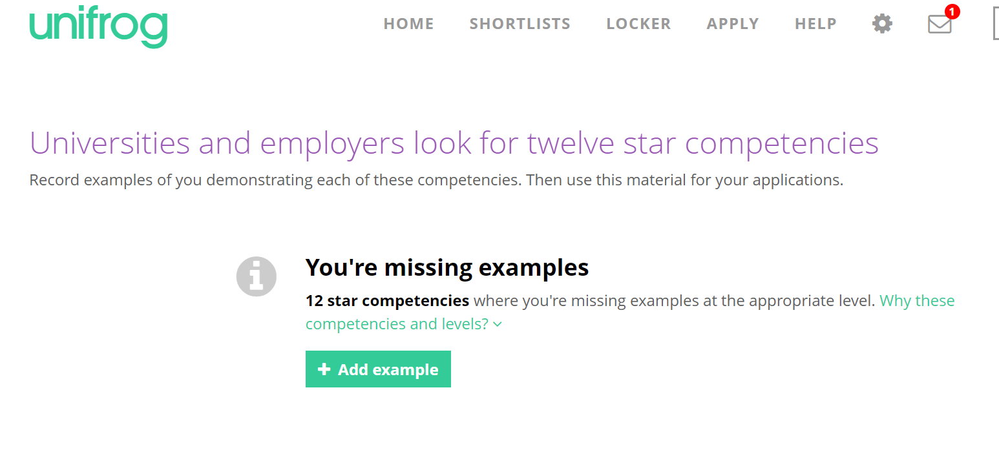 unifrog
HOME SHORTLISTS LOCKER APPLY HELP 1
Universities and employers look for twelve star competencies
Record examples of you demonstrating each of these competencies. Then use this material for your applications.
You're missing examples
12 star competencies where you're missing examples at the appropriate level. Why these
competencies and levels?
Add example